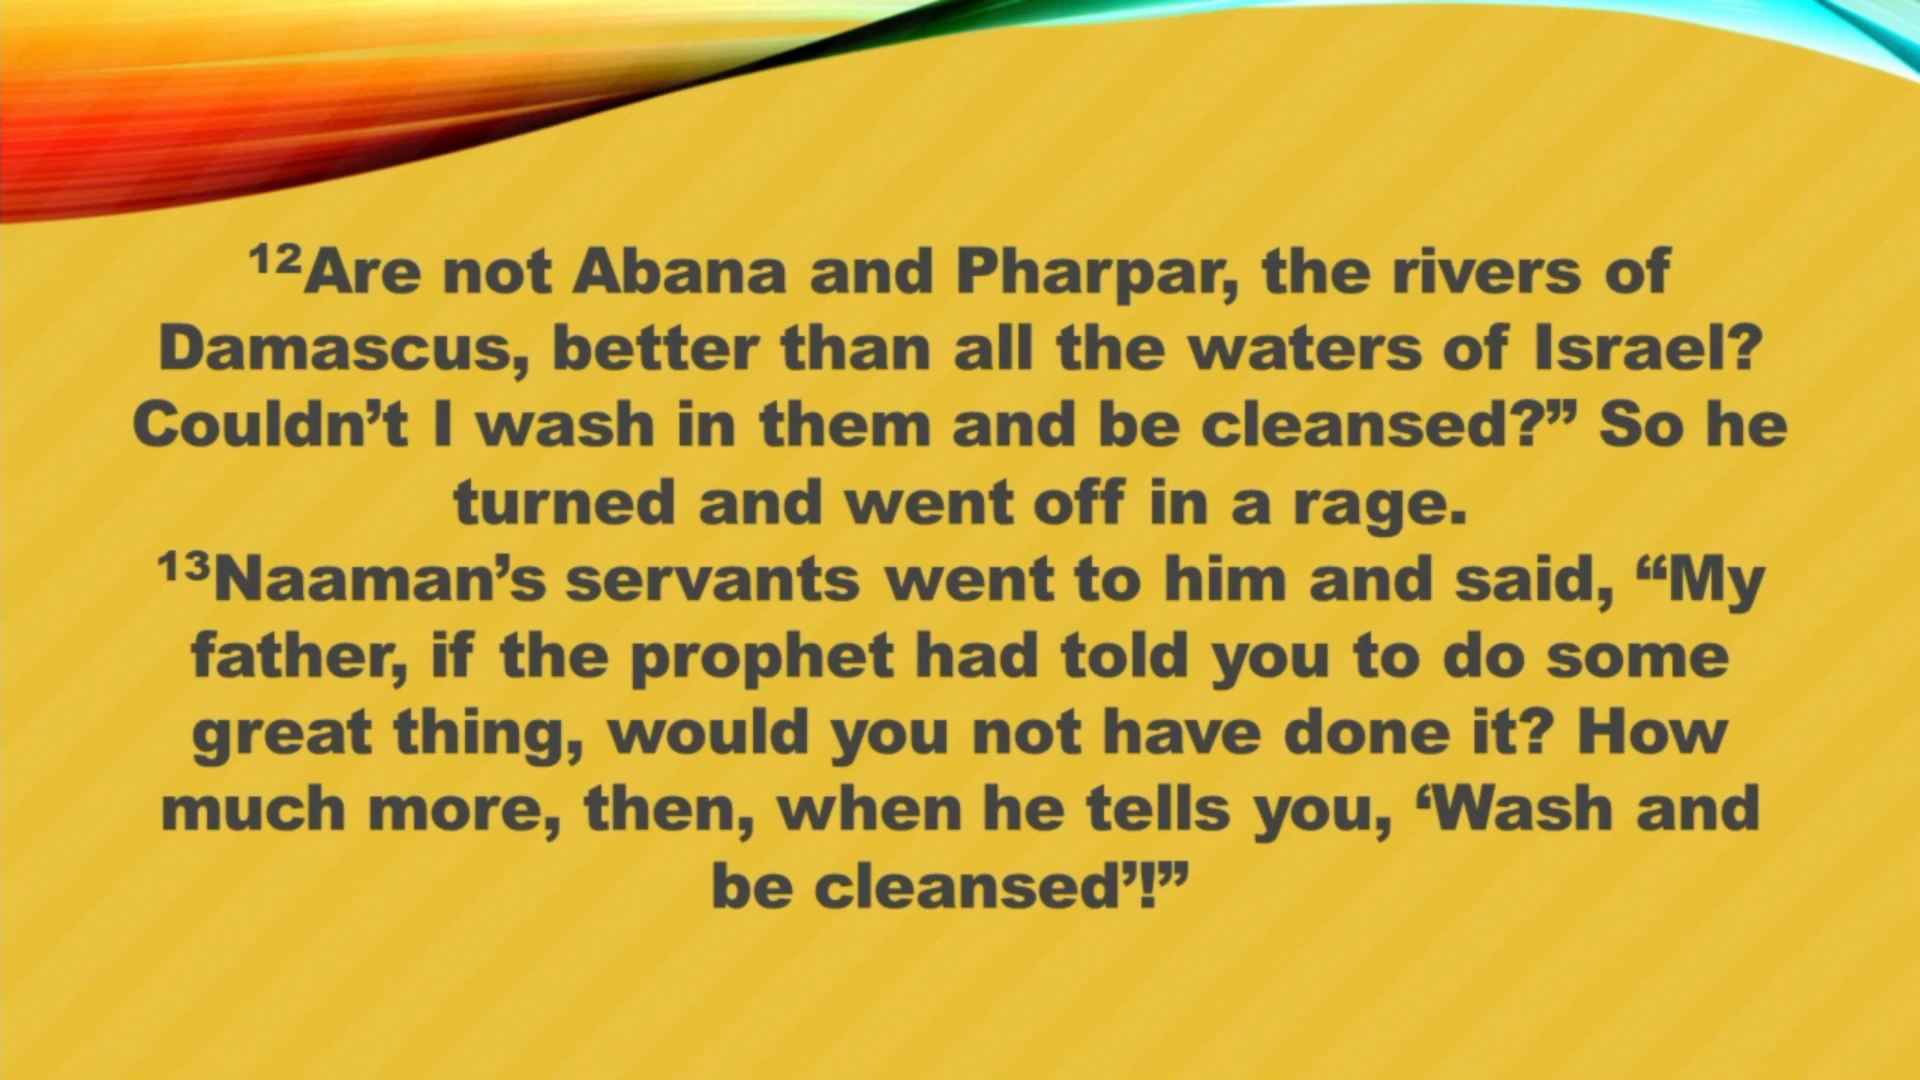 ¹²Are not Abana and Pharpar, the rivers of
Damascus, better than all the waters of Israel?
Couldn’t I wash in them and be cleansed?” So he
turned and went off in a rage.
¹³Naaman’s servants went to him and said, “My
father, if the prophet had told you to do some
great thing, would you not have done it? How
much more, then, when he tells you, ‘Wash and
be cleansed’!”